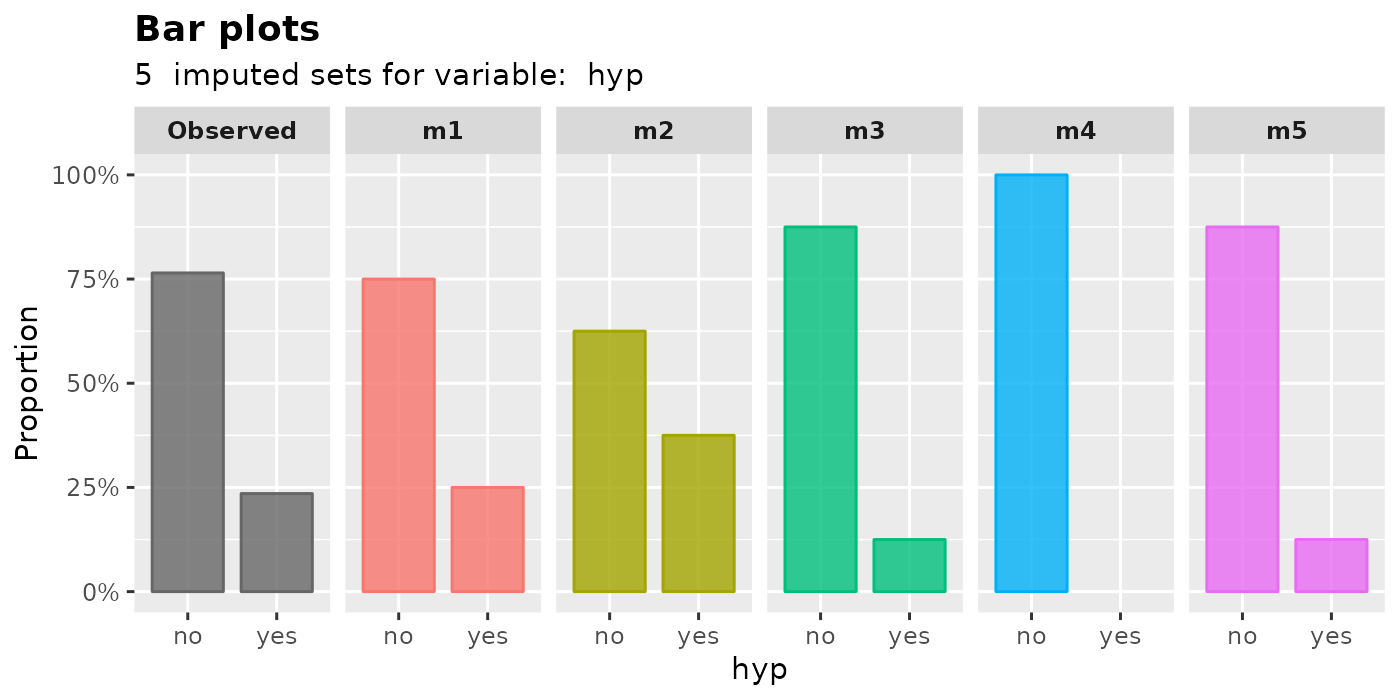 Bar plots
5 imputed sets for variable: hyp
Observed m1 m2 m3 m4 m5
100%
75%
50%
25%
0%
Proportion
no yes no yes no yes no yes no yes no yes
hyp